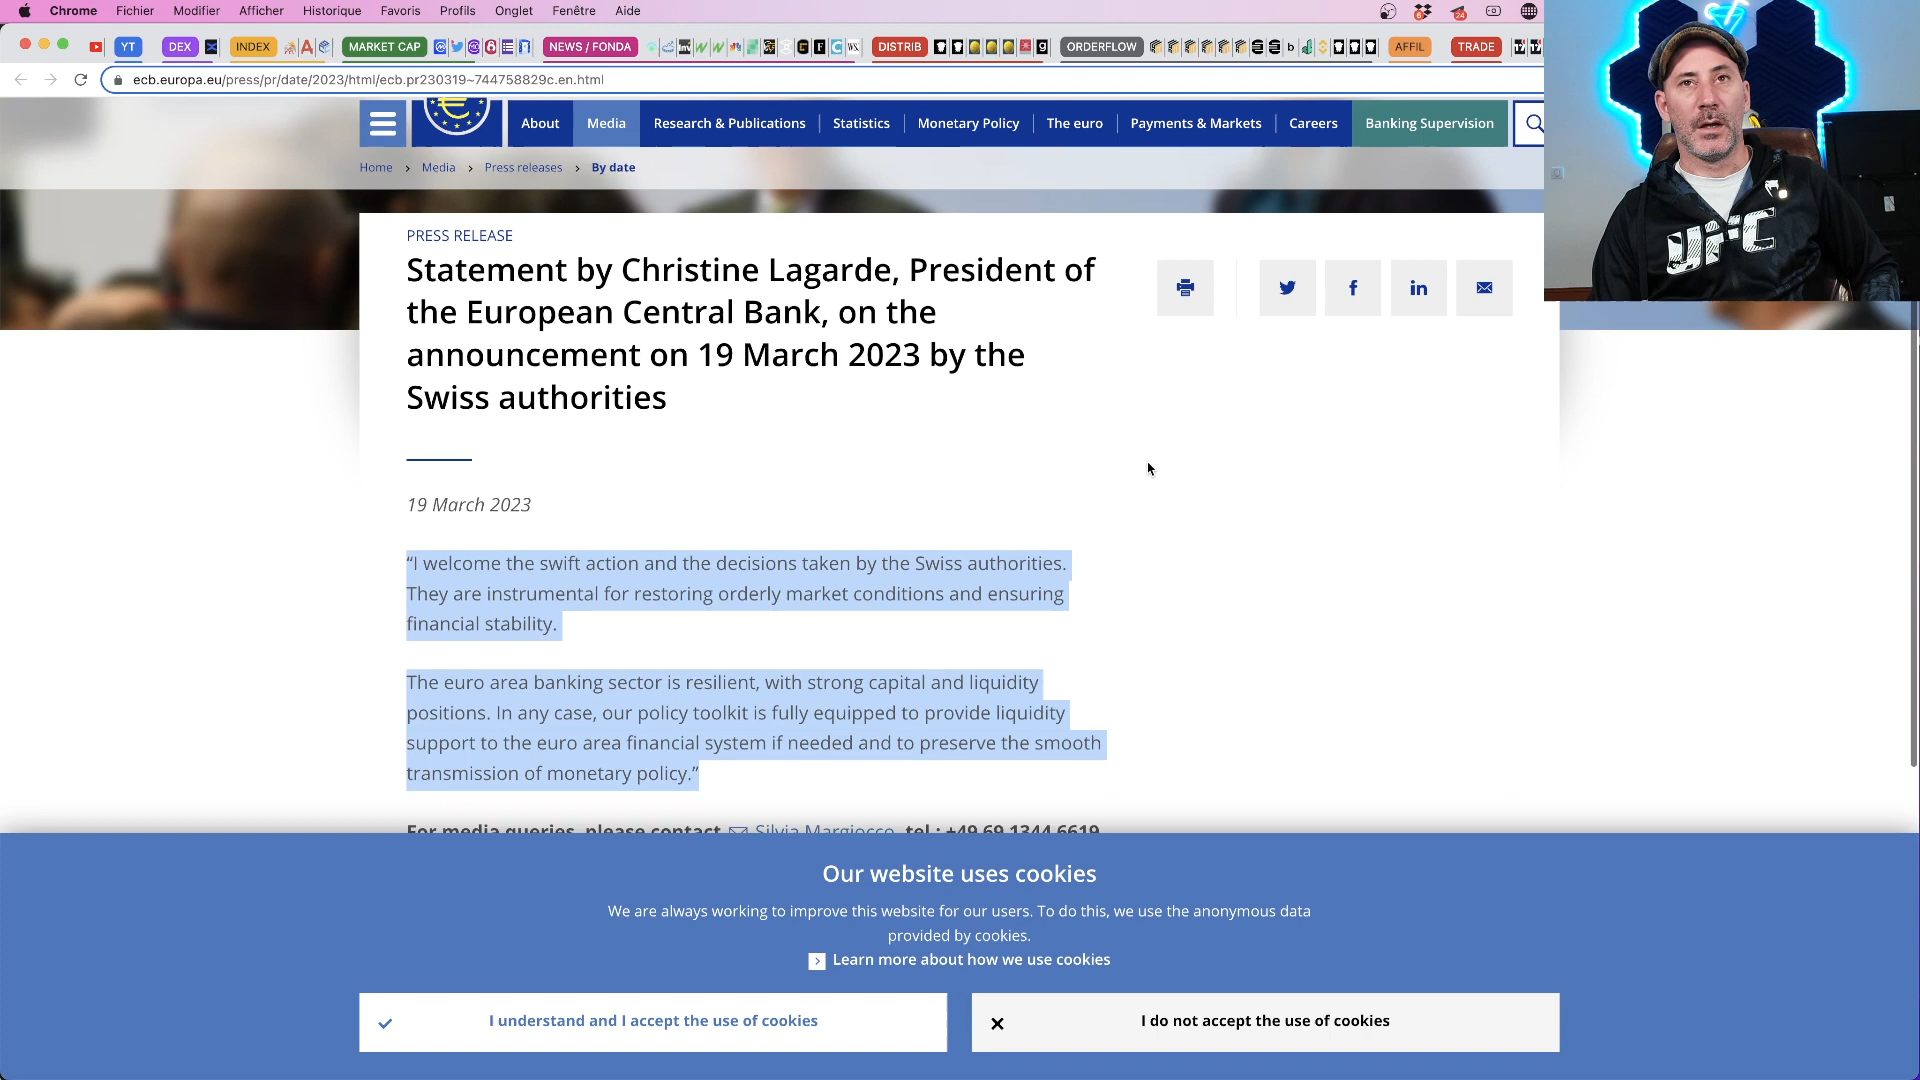 Chrome Fichier Modifier Afficher Historique Favoris Profils Onglet Fenêtre Aide
YT DEX INDEX MARKET CAP NEWS / FONDA DISTRIB ORDERFLOW AFFIL TRADE
ecb.europa.eu/press/pr/date/2023/html/ecb.pr230319~744758829c.en.html
About Media Research & Publications Statistics Monetary Policy The euro Payments & Markets Careers Banking Supervision
Home > Media > Press releases > By date
PRESS RELEASE
Statement by Christine Lagarde, President of
the European Central Bank, on the
announcement on 19 March 2023 by the
Swiss authorities
19 March 2023
“I welcome the swift action and the decisions taken by the Swiss authorities.
They are instrumental for restoring orderly market conditions and ensuring
financial stability.
The euro area banking sector is resilient, with strong capital and liquidity
positions. In any case, our policy toolkit is fully equipped to provide liquidity
support to the euro area financial system if needed and to preserve the smooth
transmission of monetary policy.”
For media queries, please contact Silvia Margiocco, tel.: +49 69 1344 6619
Our website uses cookies
We are always working to improve this website for our users. To do this, we use the anonymous data
provided by cookies.
Learn more about how we use cookies
I understand and I accept the use of cookies
I do not accept the use of cookies
UFC